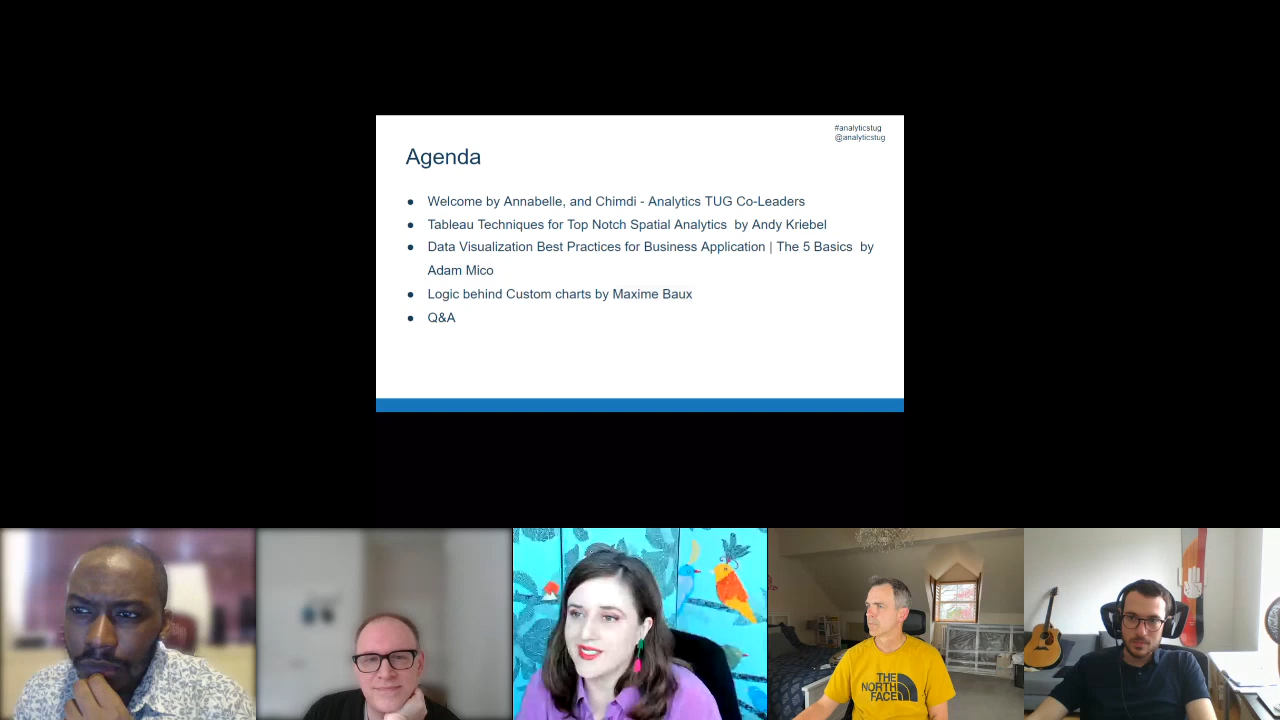 #analyticstug
@analyticstug
Agenda
● Welcome by Annabelle, and Chimdi - Analytics TUG Co-Leaders
● Tableau Techniques for Top Notch Spatial Analytics  by Andy Kriebel
● Data Visualization Best Practices for Business Application | The 5 Basics  by
Adam Mico
● Logic behind Custom charts by Maxime Baux
● Q&A
THE
NORTH
FACE